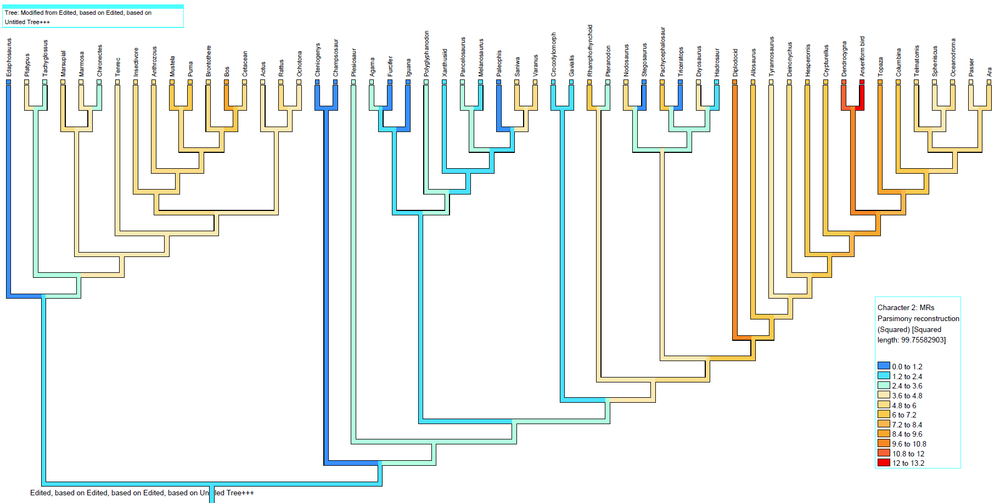 Tree: Modified from Edited, based on Edited, based on
Untitled Tree+++
Edaphosaurus
Platypus
Tachyglossus
Marsupial
Marmosa
Chironectes
Tenrec
Insectivore
Anthrozous
Mustela
Puma
Brontothere
Bos
Cetacean
Aotus
Rattus
Ochotona
Cteniogenys
Champsosaur
Plesiosaur
Agama
Furcifer
Iguana
Polyglyphanodon
Xanthusiid
Pancelosaurus
Melanosaurus
Paleophis
Saniwa
Varanus
Crocodylomorph
Gavialis
Rhamphorhynchoid
Pteranodon
Nodosaurus
Stegosaurus
Pachycephalosaur
Triceratops
Dryosaurus
Hadrosaur
Diplodocid
Allosaurus
Tyrannosaurus
Deinonychus
Hesperornis
Crypturellus
Dendrocygna
Anseriform bird
Topaza
Columbina
Telmatornis
Spheniscus
Oceanodroma
Passer
Ara
Character 2: MRs
Parsimony reconstruction
(Squared) [Squared
length: 99.75582903]
0.0 to 1.2
1.2 to 2.4
2.4 to 3.6
3.6 to 4.8
4.8 to 6
6 to 7.2
7.2 to 8.4
8.4 to 9.6
9.6 to 10.8
10.8 to 12
12 to 13.2
Edited, based on Edited, based on Edited, based on Un led Tree+++